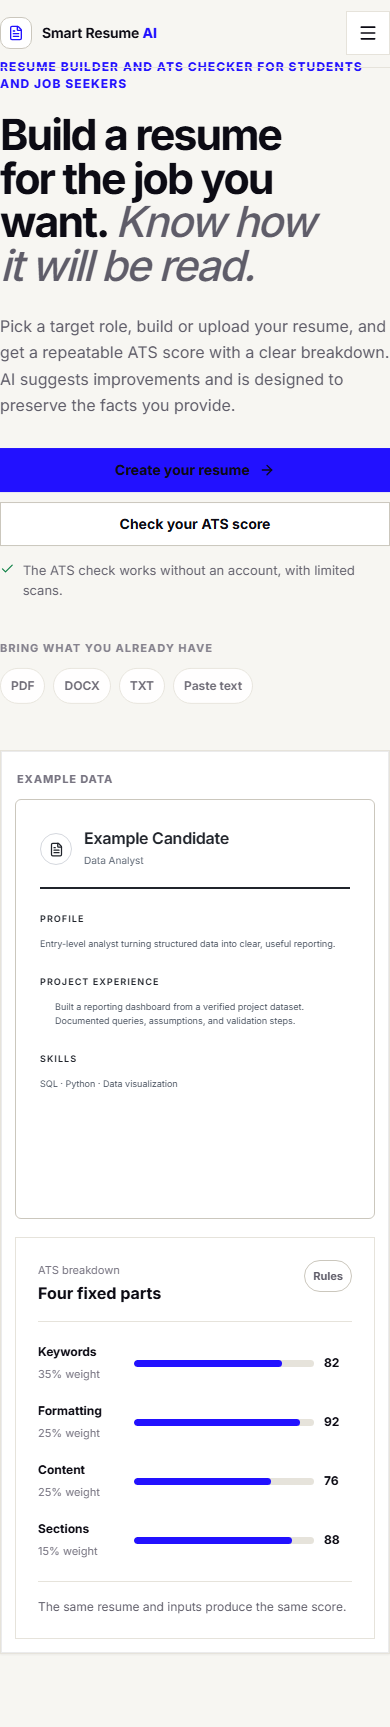 Smart Resume AI
RESUME BUILDER AND ATS CHECKER FOR STUDENTS
AND JOB SEEKERS
Build a resume
for the job you
want. Know how
it will be read.
Pick a target role, build or upload your resume, and
get a repeatable ATS score with a clear breakdown.
AI suggests improvements and is designed to
preserve the facts you provide.
Create your resume →
Check your ATS score
The ATS check works without an account, with limited
scans.
BRING WHAT YOU ALREADY HAVE
PDF DOCX TXT Paste text
EXAMPLE DATA
Example Candidate
Data Analyst
PROFILE
Entry-level analyst turning structured data into clear, useful reporting.
PROJECT EXPERIENCE
Built a reporting dashboard from a verified project dataset.
Documented queries, assumptions, and validation steps.
SKILLS
SQL · Python · Data visualization
ATS breakdown
Four fixed parts
Rules
Keywords
35% weight
82
Formatting
25% weight
92
Content
25% weight
76
Sections
15% weight
88
The same resume and inputs produce the same score.